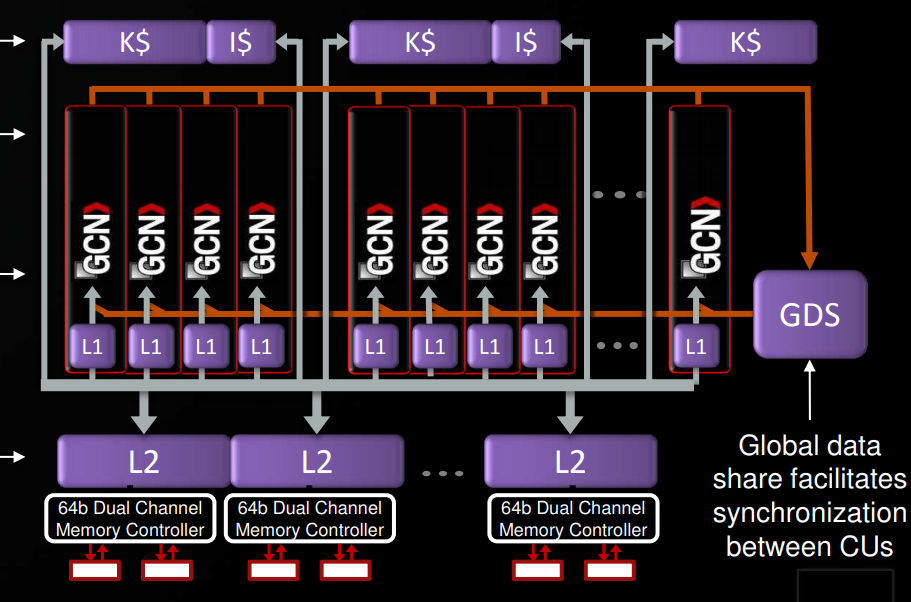 K$ I$ K$ I$ K$
GCN GCN GCN GCN GCN GCN GCN GCN GCN
GDS
L1 L1 L1 L1 L1 L1 L1 L1 L1
Global data
share facilitates
synchronization
between CUs
L2 L2 L2
64b Dual Channel
Memory Controller
64b Dual Channel
Memory Controller
64b Dual Channel
Memory Controller